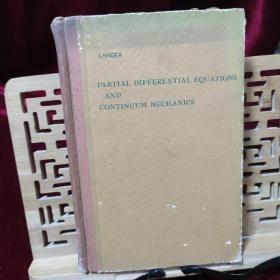 LANGER
PARTIAL DIFFERENTIAL EQUATIONS
AND
CONTINUUM MECHANICS